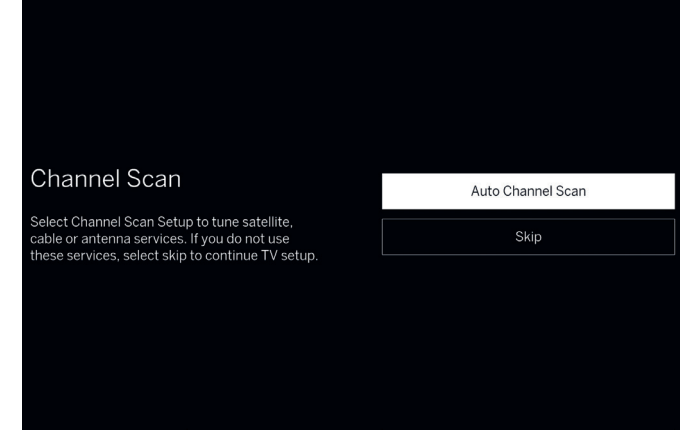 Channel Scan
Select Channel Scan Setup to tune satellite,
cable or antenna services. If you do not use
these services, select skip to continue TV setup.
Auto Channel Scan
Skip